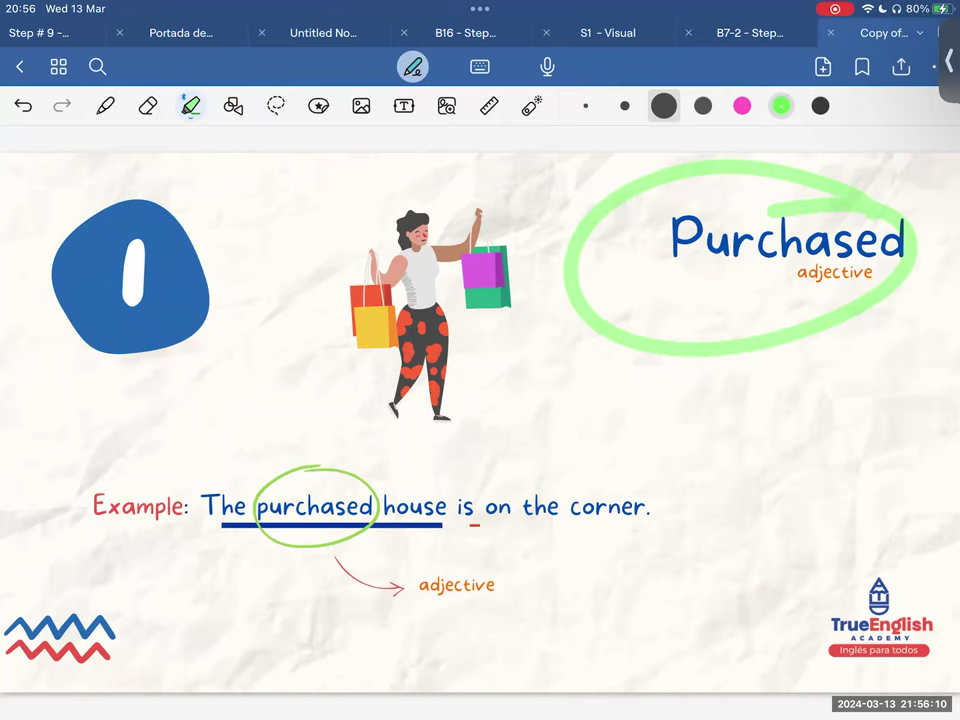 20:56 Wed 13 Mar
80%
Step # 9 –...
Portada de...
Untitled No...
B16 – Step...
S1 – Visual
B7-2 – Step...
Copy of...
1
Purchased
adjective
Example: The purchased house is on the corner.
adjective
TrueEnglish
ACADEMY
Inglés para todos
2024-03-13 21:56:10